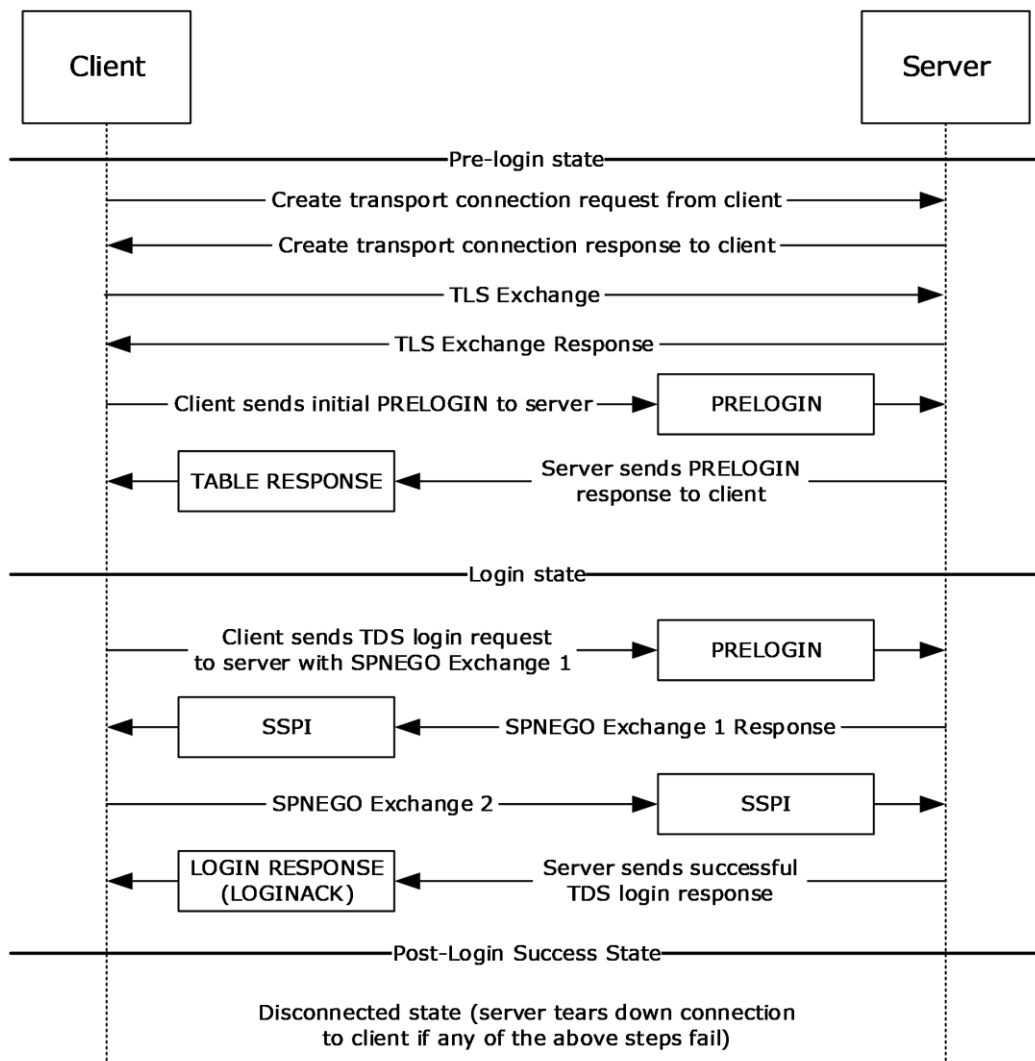 Client
Server
Pre-login state
Create transport connection request from client
Create transport connection response to client
TLS Exchange
TLS Exchange Response
Client sends initial PRELOGIN to server
PRELOGIN
TABLE RESPONSE
Server sends PRELOGIN
response to client
Login state
Client sends TDS login request
to server with SPNEGO Exchange 1
PRELOGIN
SSPI
SPNEGO Exchange 1 Response
SPNEGO Exchange 2
SSPI
LOGIN RESPONSE
(LOGINACK)
Server sends successful
TDS login response
Post-Login Success State
Disconnected state (server tears down connection
to client if any of the above steps fail)